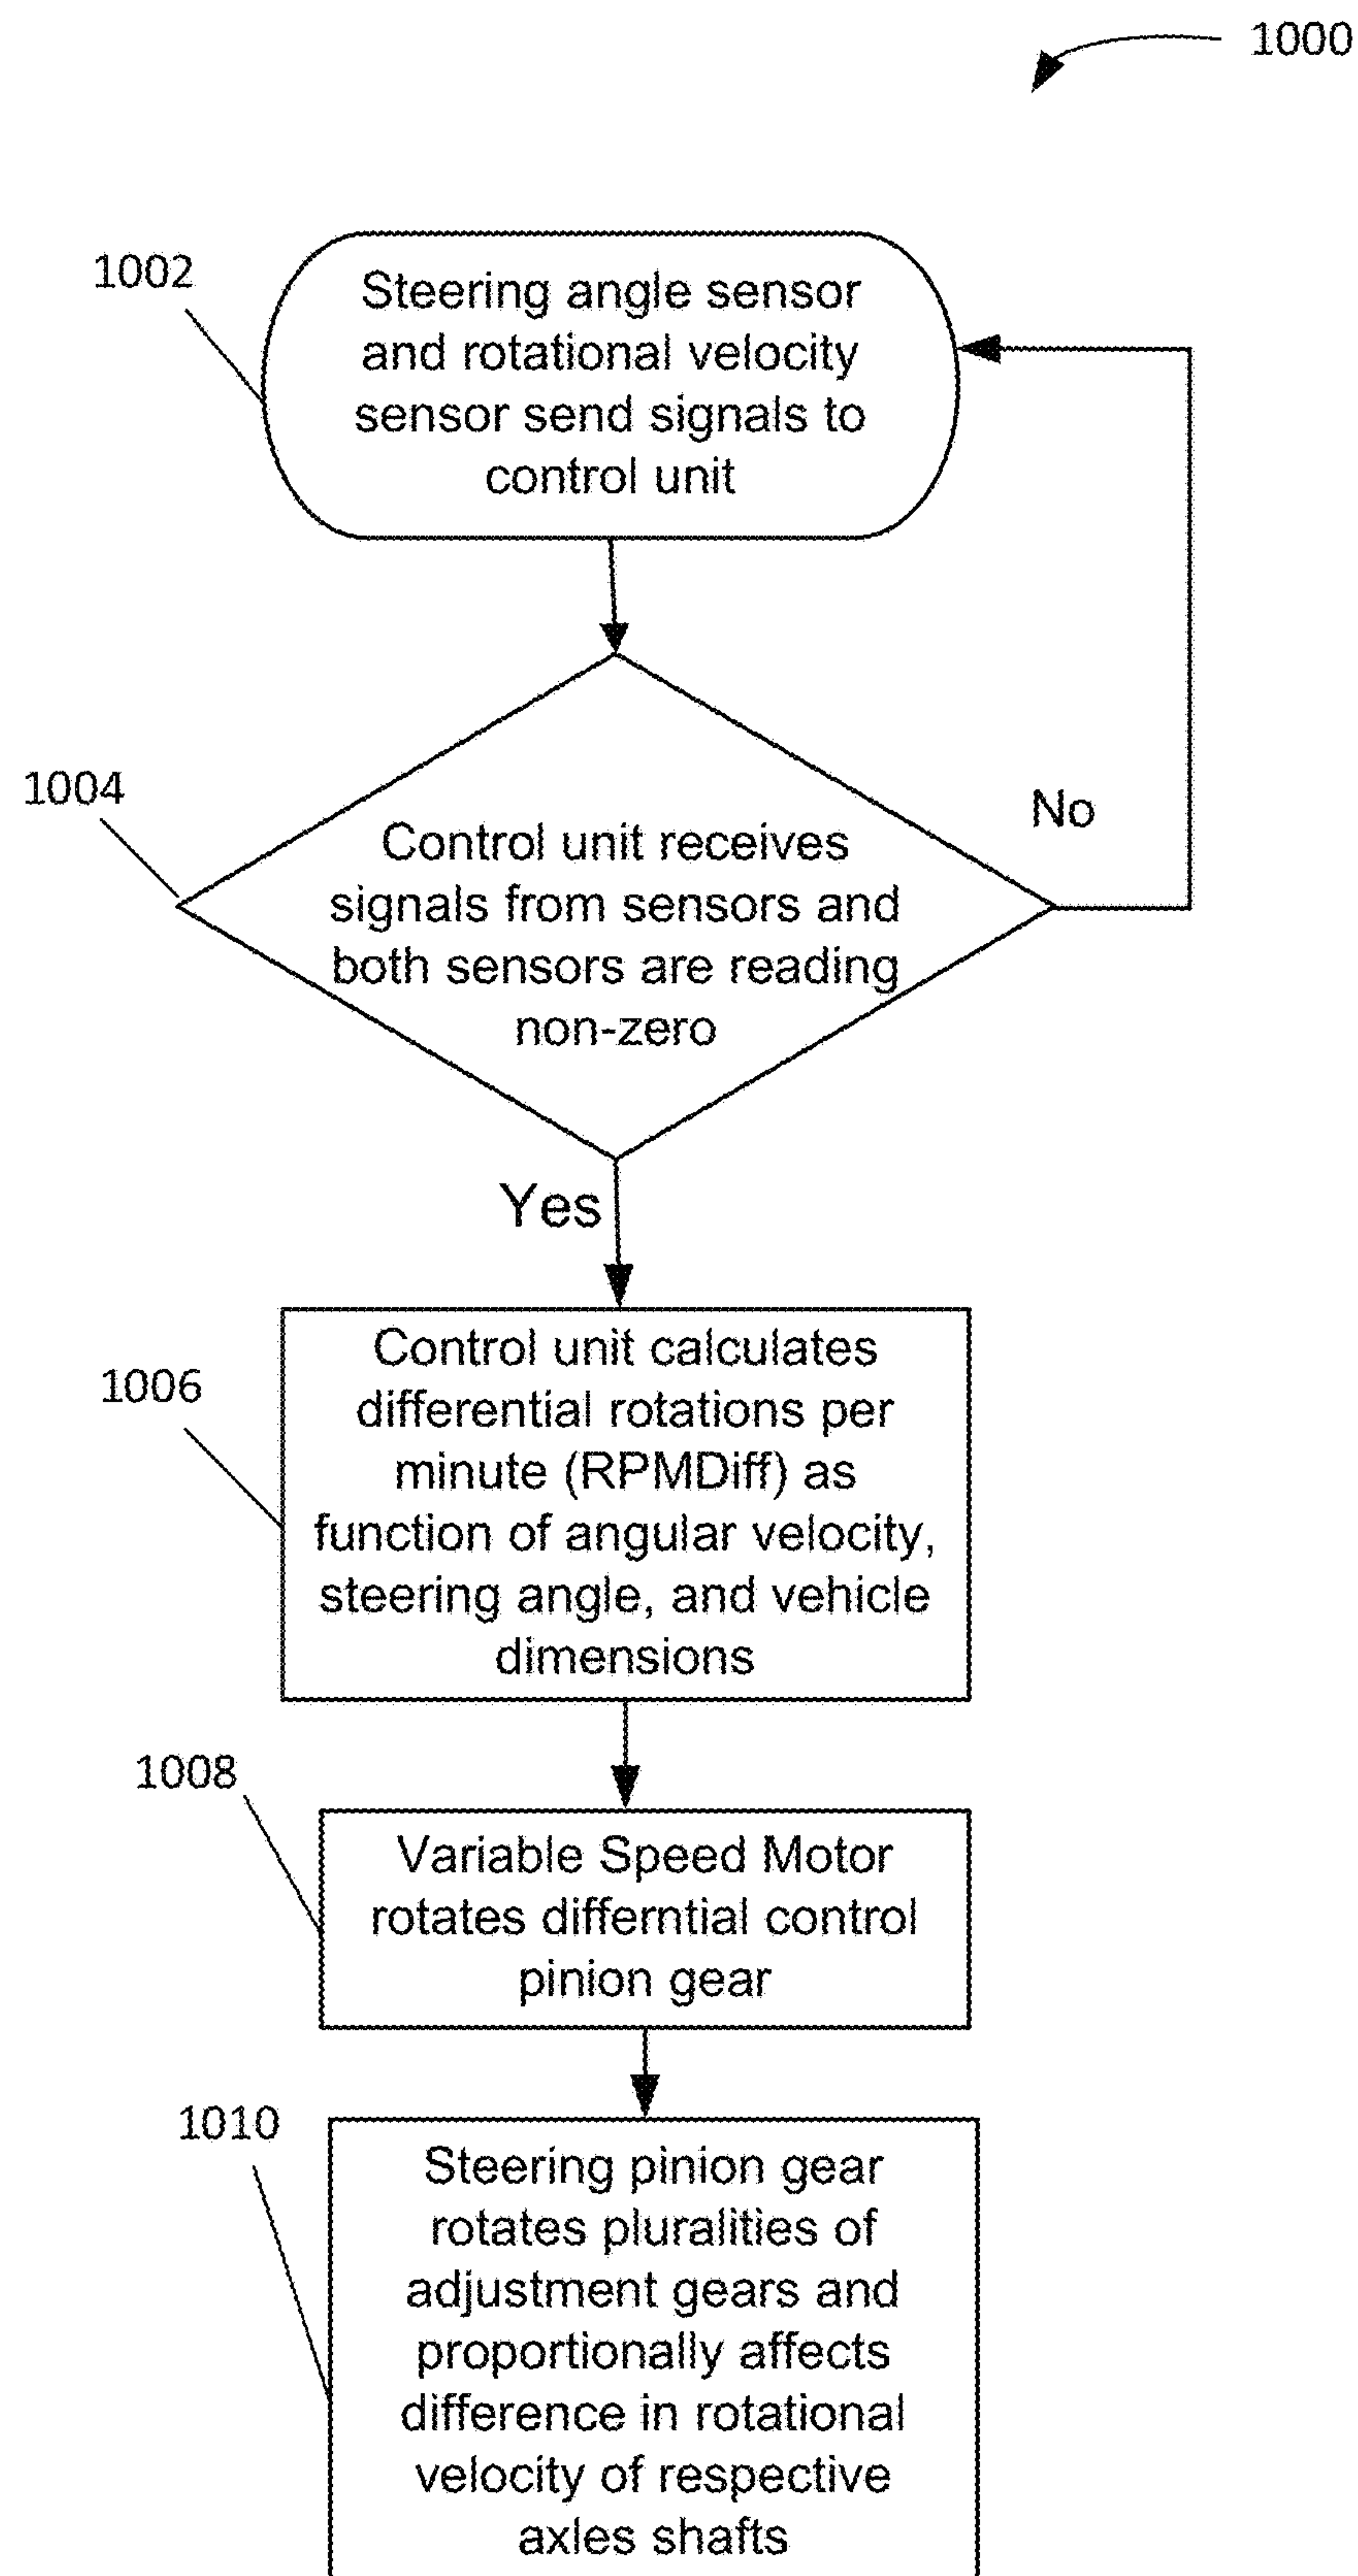 1000
1002
Steering angle sensor
and rotational velocity
sensor send signals to
control unit
1004
No
Control unit receives
signals from sensors and
both sensors are reading
non-zero
Yes
1006
Control unit calculates
differential rotations per
minute (RPMDiff) as
function of angular velocity,
steering angle, and vehicle
dimensions
1008
Variable Speed Motor
rotates differntial control
pinion gear
1010
Steering pinion gear
rotates pluralities of
adjustment gears and
proportionally affects
difference in rotational
velocity of respective
axles shafts